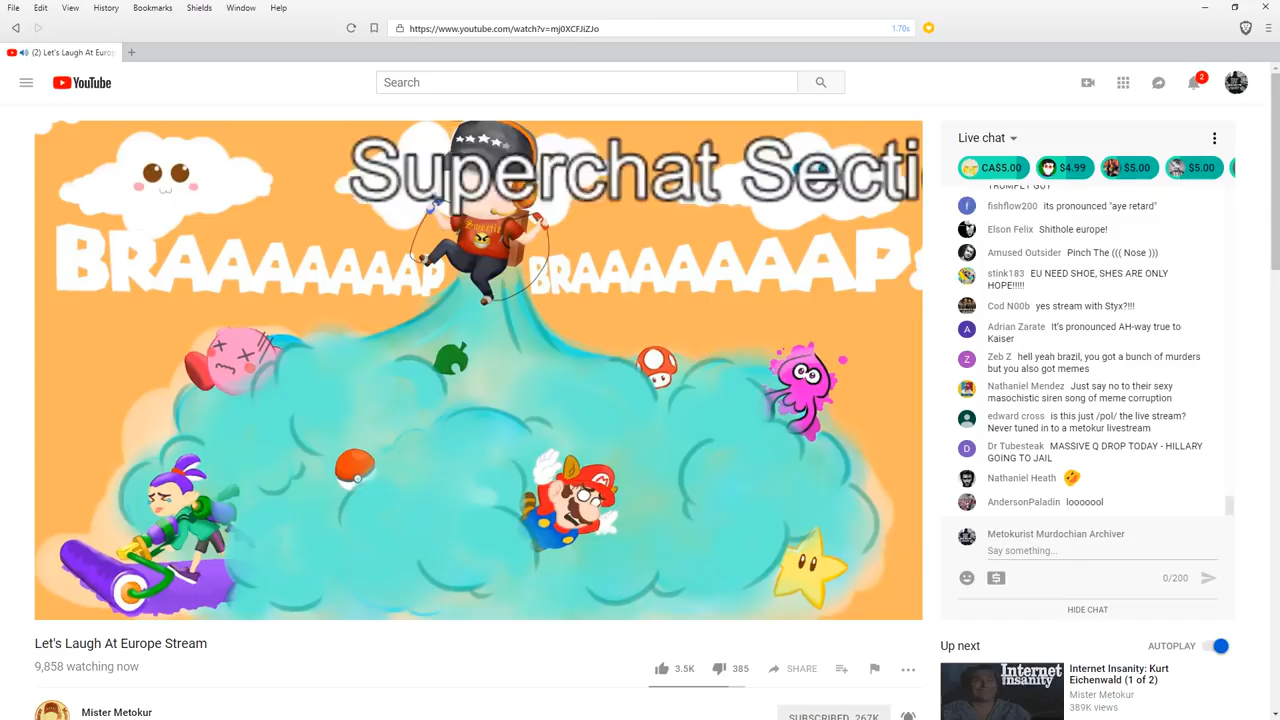 File Edit View History Bookmarks Shields Window Help
https://www.youtube.com/watch?v=mj0XCFJiZJo
1.70s
(2) Let's Laugh At Europ
YouTube
Search
2
Superchat Secti
BRAAAAAAAP BRAAAAAAAAP
Live chat
CA$5.00 $4.99 $5.00 $5.00
TRUMPET GUY
fishflow200 its pronounced "aye retard"
Elson Felix Shithole europe!
Amused Outsider Pinch The ((( Nose )))
stink183 EU NEED SHOE, SHES ARE ONLY
HOPE!!!!!
Cod N00b yes stream with Styx?!!!
Adrian Zarate It's pronounced AH-way true to
Kaiser
Zeb Z hell yeah brazil, you got a bunch of murders
but you also got memes
Nathaniel Mendez Just say no to their sexy
masochistic siren song of meme corruption
edward cross is this just /pol/ the live stream?
Never tuned in to a metokur livestream
Dr Tubesteak MASSIVE Q DROP TODAY - HILLARY
GOING TO JAIL
Nathaniel Heath
AndersonPaladin looooool
Metokurist Murdochian Archiver
Say something...
0/200
HIDE CHAT
Let's Laugh At Europe Stream
9,858 watching now
3.5K 385 SHARE
Mister Metokur
SUBSCRIBED 267K
Up next
AUTOPLAY
Internet Insanity
Internet Insanity: Kurt
Eichenwald (1 of 2)
Mister Metokur
389K views